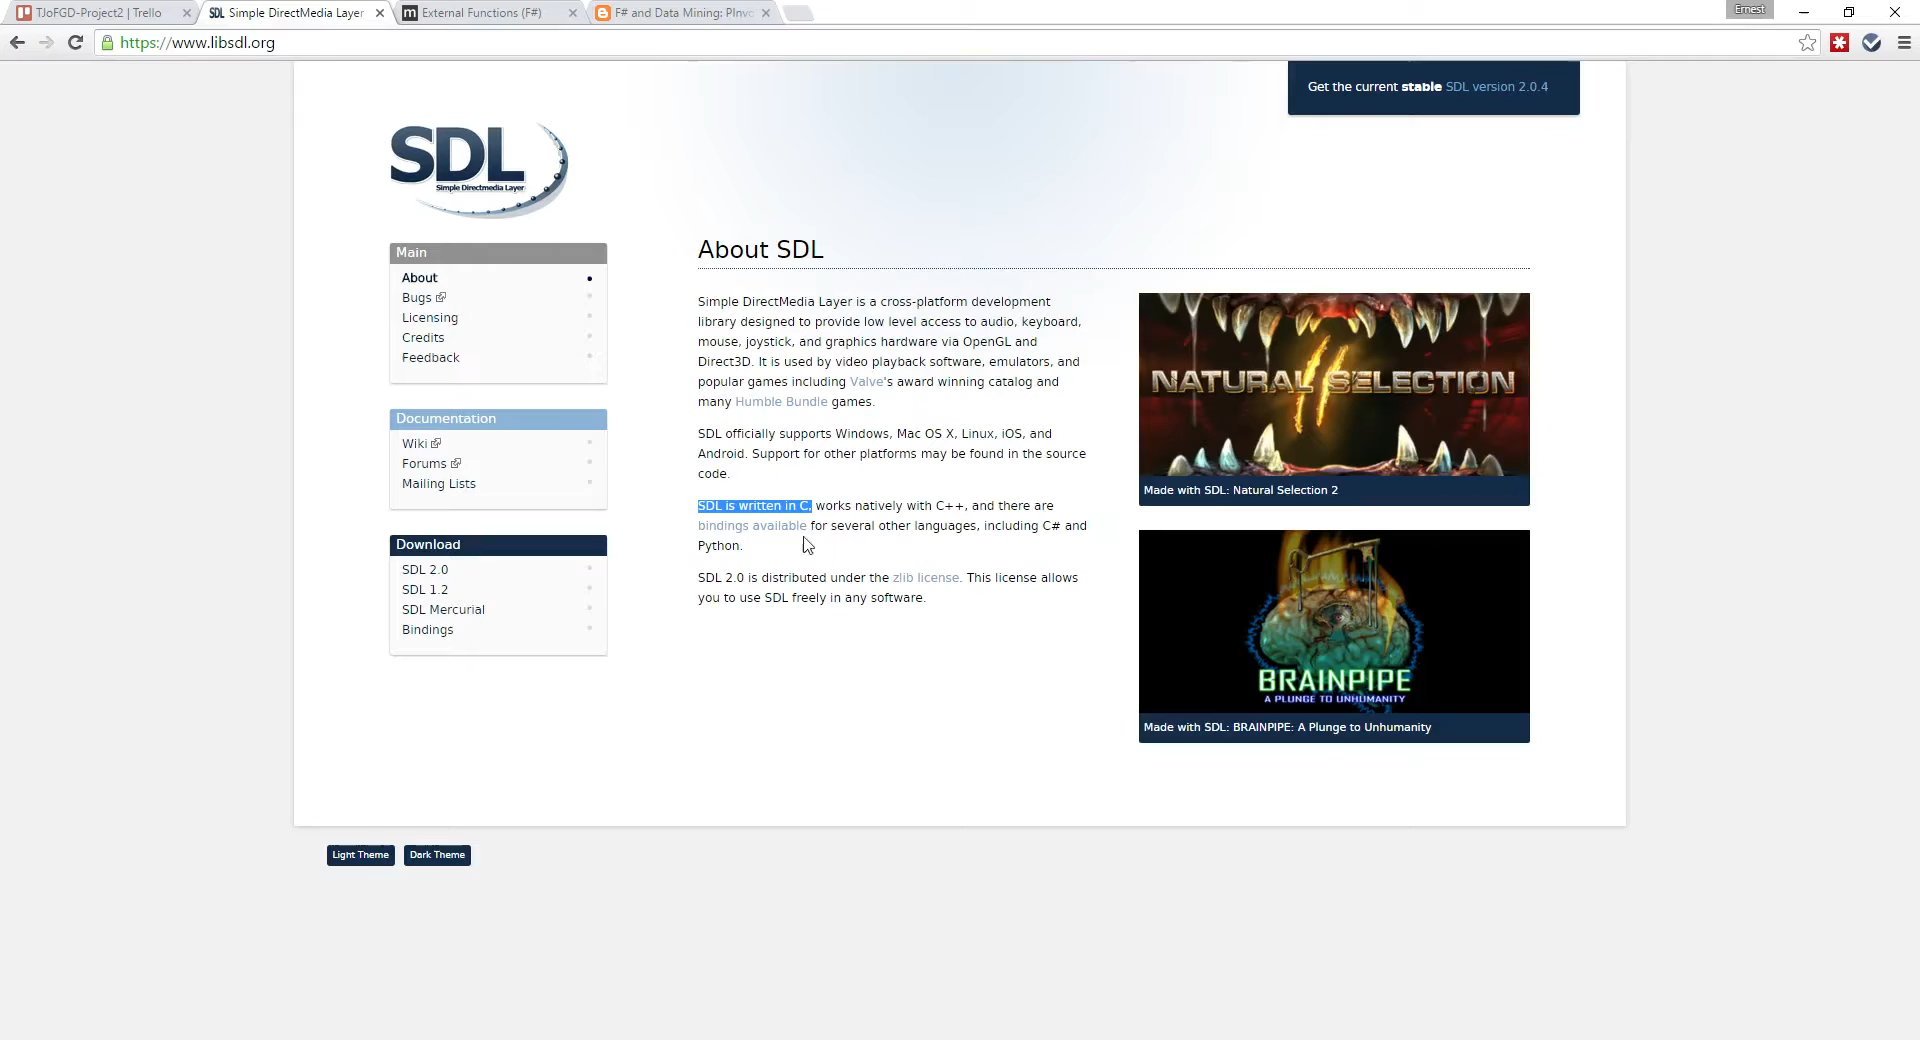 TJoFGD-Project2 | Trello
SDL Simple DirectMedia Layer
m External Functions (F#)
F# and Data Mining: PInvo
Ernest
https://www.libsdl.org
Get the current stable SDL version 2.0.4
SDL
Simple Directmedia Layer
Main
About
Bugs
Licensing
Credits
Feedback
Documentation
Wiki
Forums
Mailing Lists
Download
SDL 2.0
SDL 1.2
SDL Mercurial
Bindings
About SDL
Simple DirectMedia Layer is a cross-platform development
library designed to provide low level access to audio, keyboard,
mouse, joystick, and graphics hardware via OpenGL and
Direct3D. It is used by video playback software, emulators, and
popular games including Valve's award winning catalog and
many Humble Bundle games.
SDL officially supports Windows, Mac OS X, Linux, iOS, and
Android. Support for other platforms may be found in the source
code.
SDL is written in C, works natively with C++, and there are
bindings available for several other languages, including C# and
Python.
SDL 2.0 is distributed under the zlib license. This license allows
you to use SDL freely in any software.
NATURAL SELECTION
Made with SDL: Natural Selection 2
BRAINPIPE
A PLUNGE TO UNHUMANITY
Made with SDL: BRAINPIPE: A Plunge to Unhumanity
Light Theme
Dark Theme